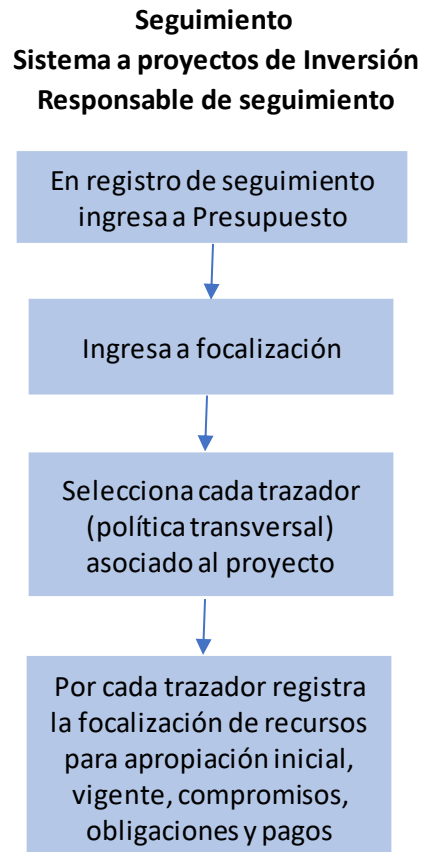 Seguimiento
Sistema a proyectos de Inversión
Responsable de seguimiento
En registro de seguimiento
ingresa a Presupuesto
Ingresa a focalización
Selecciona cada trazador
(política transversal)
asociado al proyecto
Por cada trazador registra
la focalización de recursos
para apropiación inicial,
vigente, compromisos,
obligaciones y pagos